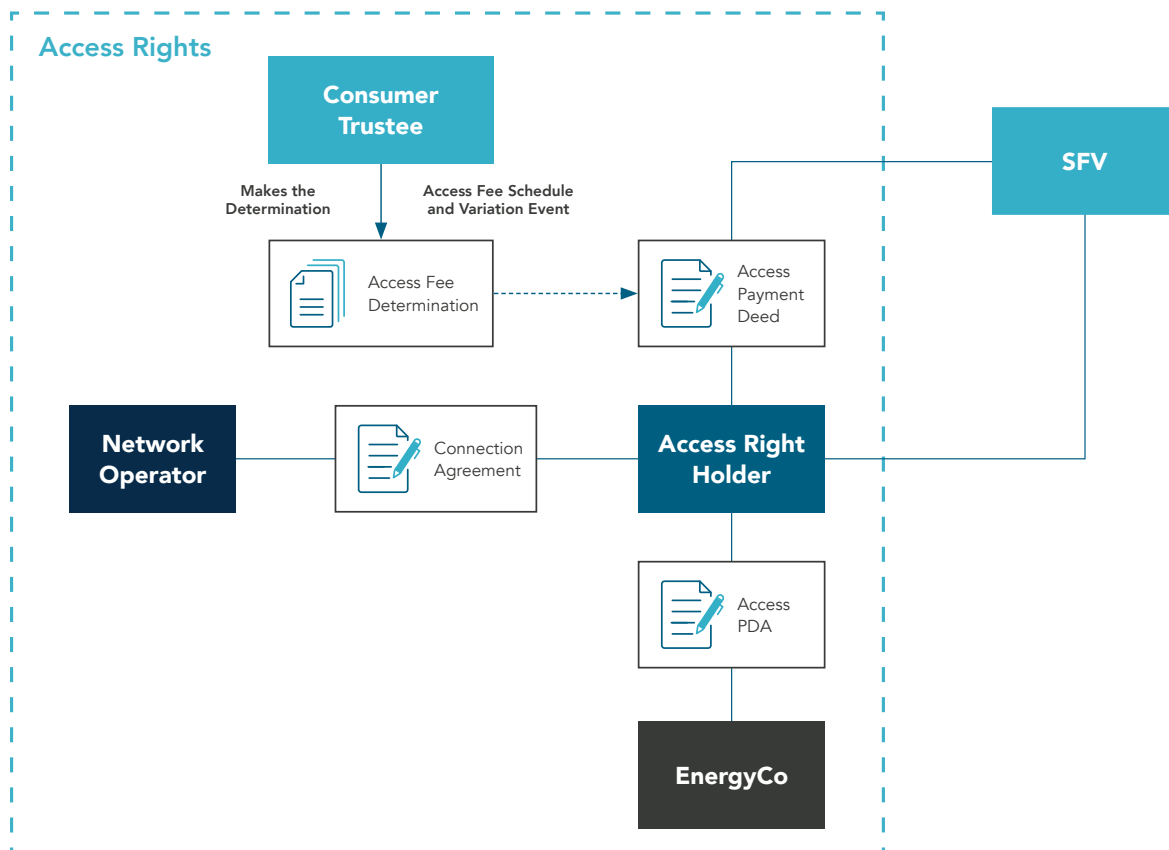 Access Rights
Consumer
Trustee
SFV
Makes the
Determination
Access Fee Schedule
and Variation Event
Access Fee
Determination
Access
Payment
Deed
Network
Operator
Connection
Agreement
Access Right
Holder
Access
PDA
EnergyCo